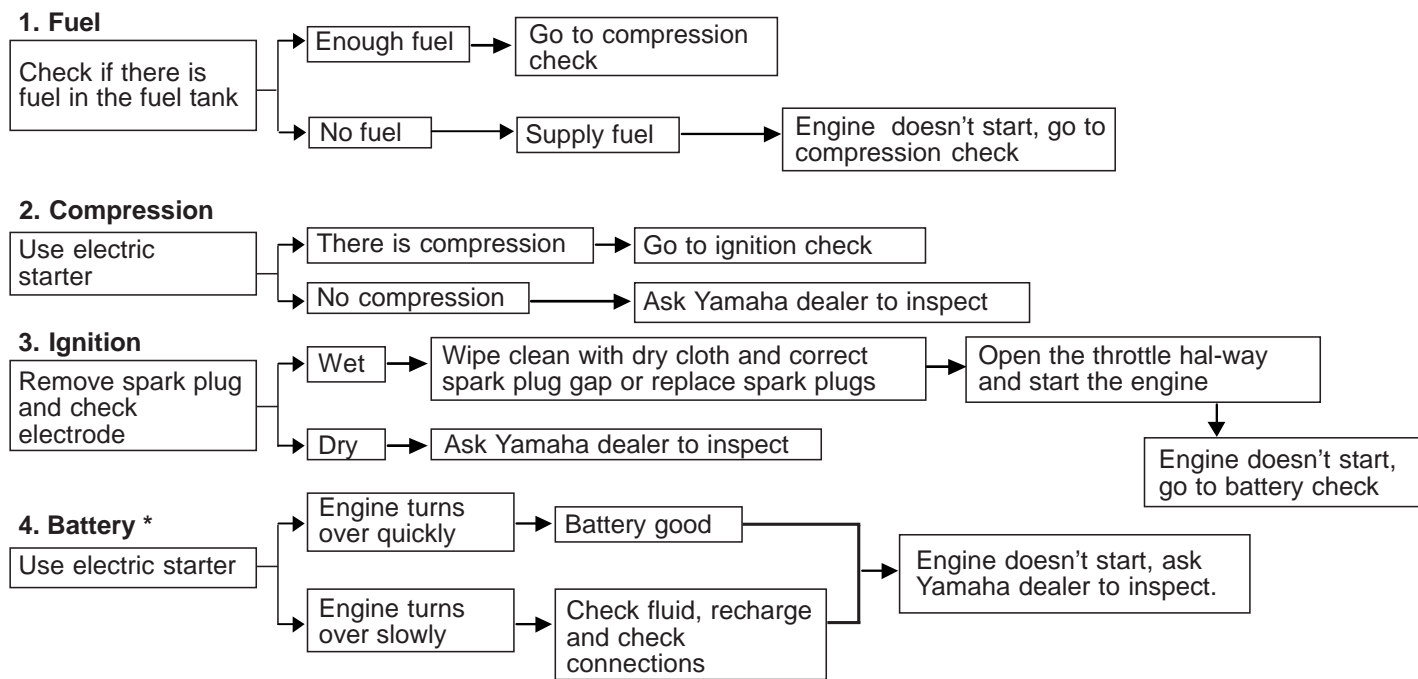 1. Fuel
Check if there is
fuel in the fuel tank
Enough fuel
Go to compression
check
No fuel
Supply fuel
Engine doesn't start, go to
compression check
2. Compression
Use electric
starter
There is compression
Go to ignition check
No compression
Ask Yamaha dealer to inspect
3. Ignition
Remove spark plug
and check
electrode
Wet
Wipe clean with dry cloth and correct
spark plug gap or replace spark plugs
Open the throttle hal-way
and start the engine
Dry
Ask Yamaha dealer to inspect
Engine doesn't start,
go to battery check
4. Battery *
Use electric starter
Engine turns
over quickly
Battery good
Engine turns
over slowly
Check fluid, recharge
and check
connections
Engine doesn't start, ask
Yamaha dealer to inspect.